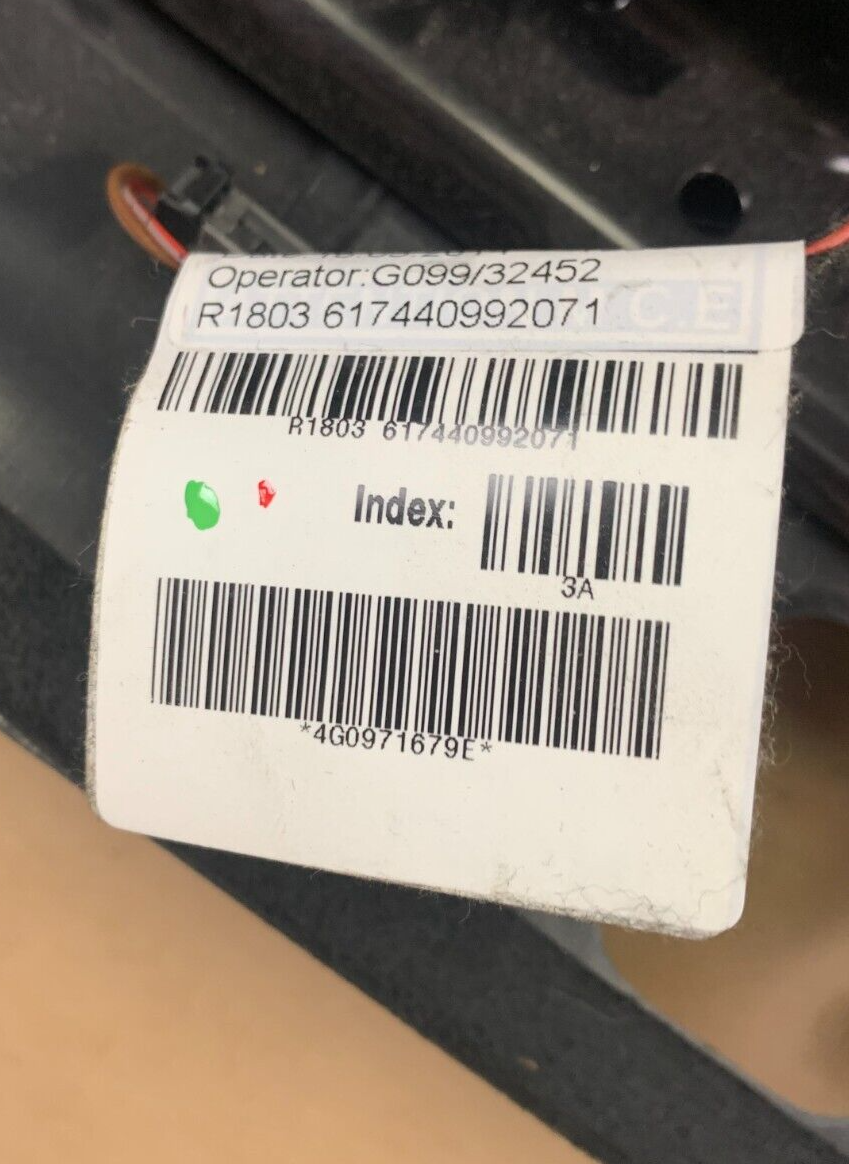 Operator:G099/32452
R1803 617440992071
R1803 617440992071
Index:
3A
*4G0971679E*